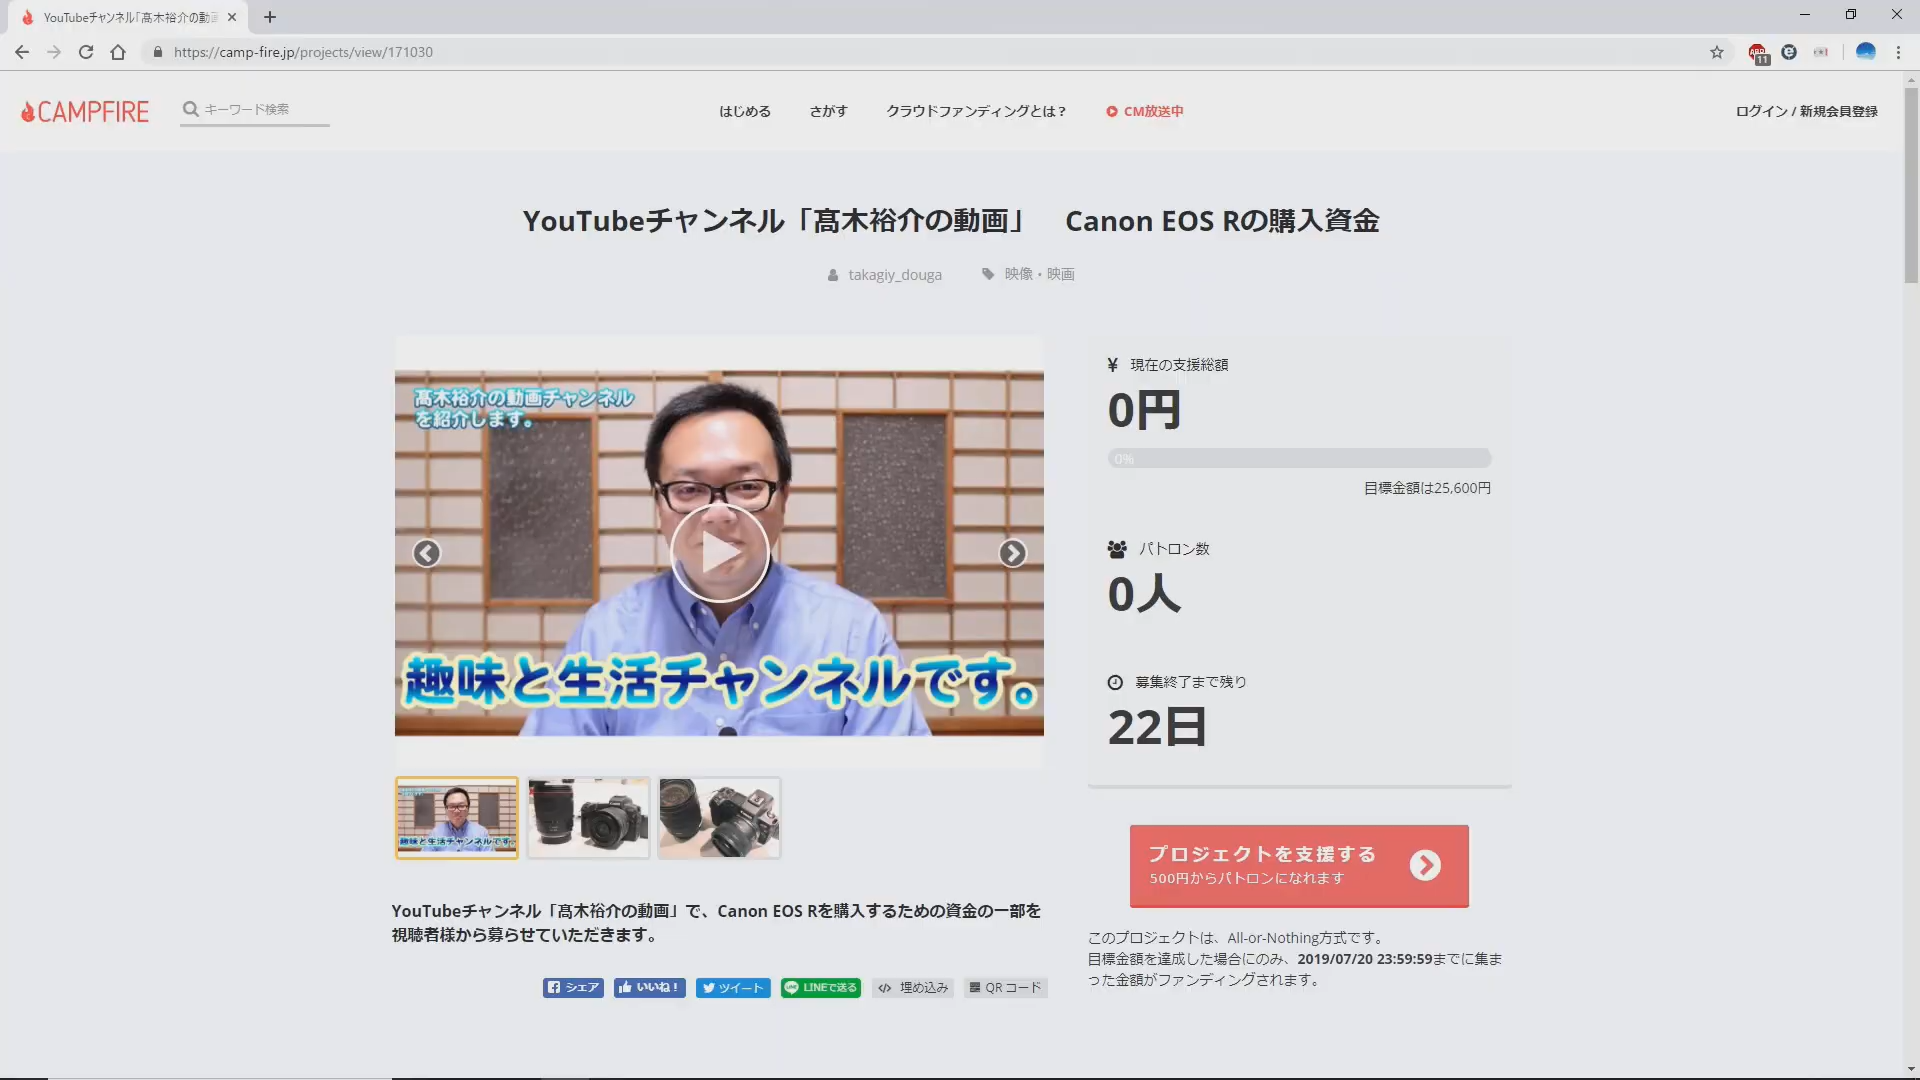 YouTubeチャンネル「髙木裕介の動画
https://camp-fire.jp/projects/view/171030
ABP
11
CAMPFIRE
キーワード検索
はじめる
さがす
クラウドファンディングとは？
CM放送中
ログイン / 新規会員登録
YouTubeチャンネル「髙木裕介の動画」　Canon EOS Rの購入資金
takagiy_douga
映像・映画
髙木裕介の動画チャンネル
を紹介します。
趣味と生活チャンネルです。
現在の支援総額
0円
0%
目標金額は25,600円
パトロン数
0人
募集終了まで残り
22日
趣味と生活チャンネルです。
プロジェクトを支援する
500円からパトロンになれます
YouTubeチャンネル「髙木裕介の動画」で、Canon EOS Rを購入するための資金の一部を
視聴者様から募らせていただきます。
シェア
いいね！
ツイート
LINEで送る
埋め込み
QR コード
このプロジェクトは、All-or-Nothing方式です。
目標金額を達成した場合にのみ、2019/07/20 23:59:59までに集ま
った金額がファンディングされます。